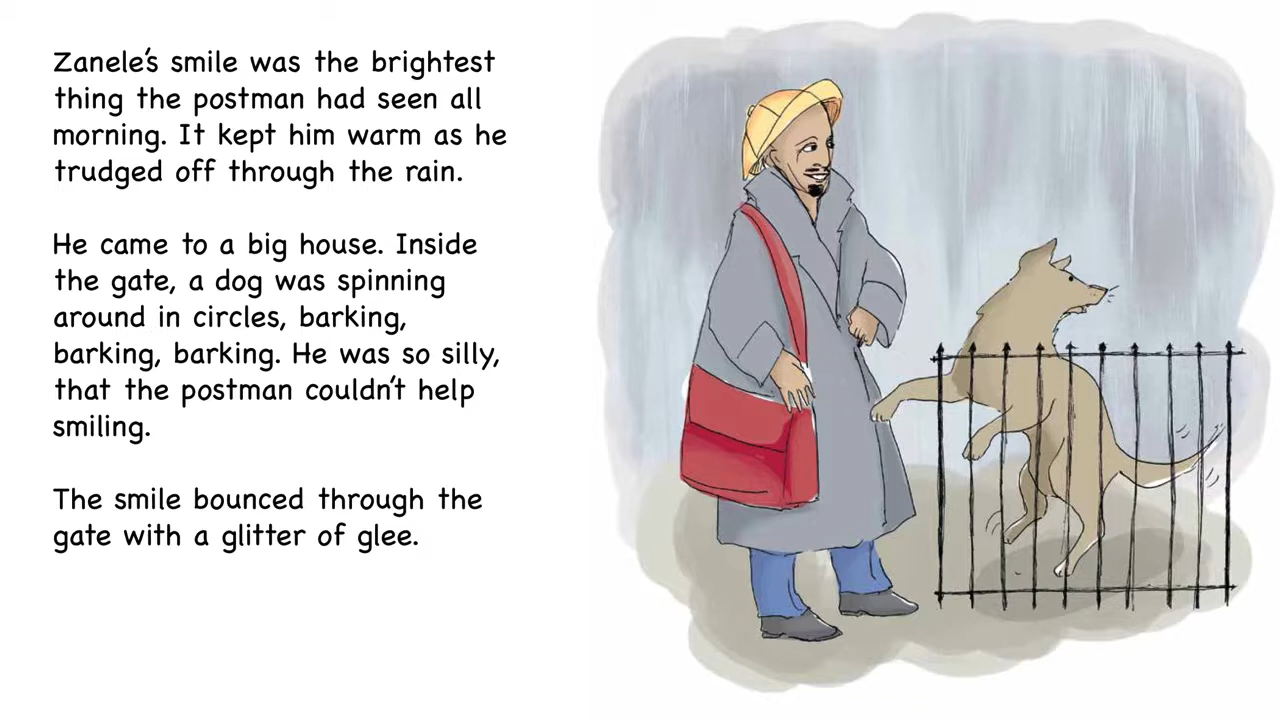 Zanele's smile was the brightest
thing the postman had seen all
morning. It kept him warm as he
trudged off through the rain.
He came to a big house. Inside
the gate, a dog was spinning
around in circles, barking,
barking, barking. He was so silly,
that the postman couldn't help
smiling.
The smile bounced through the
gate with a glitter of glee.